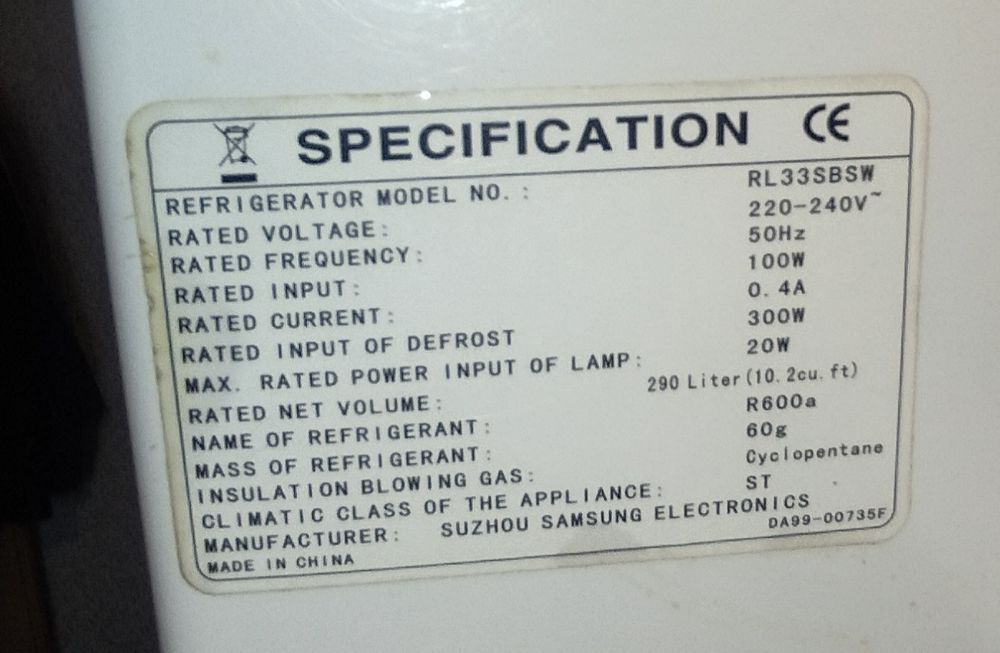 SPECIFICATION CE
REFRIGERATOR MODEL NO. : RL33SBSW
RATED VOLTAGE: 220-240V~
RATED FREQUENCY: 50Hz
RATED INPUT: 100W
RATED CURRENT: 0.4A
RATED INPUT OF DEFROST 300W
MAX. RATED POWER INPUT OF LAMP: 20W
RATED NET VOLUME: 290 Liter(10.2cu.ft)
NAME OF REFRIGERANT: R600a
MASS OF REFRIGERANT: 60g
INSULATION BLOWING GAS: Cyclopentane
CLIMATIC CLASS OF THE APPLIANCE: ST
MANUFACTURER: SUZHOU SAMSUNG ELECTRONICS
MADE IN CHINA DA99-00735F